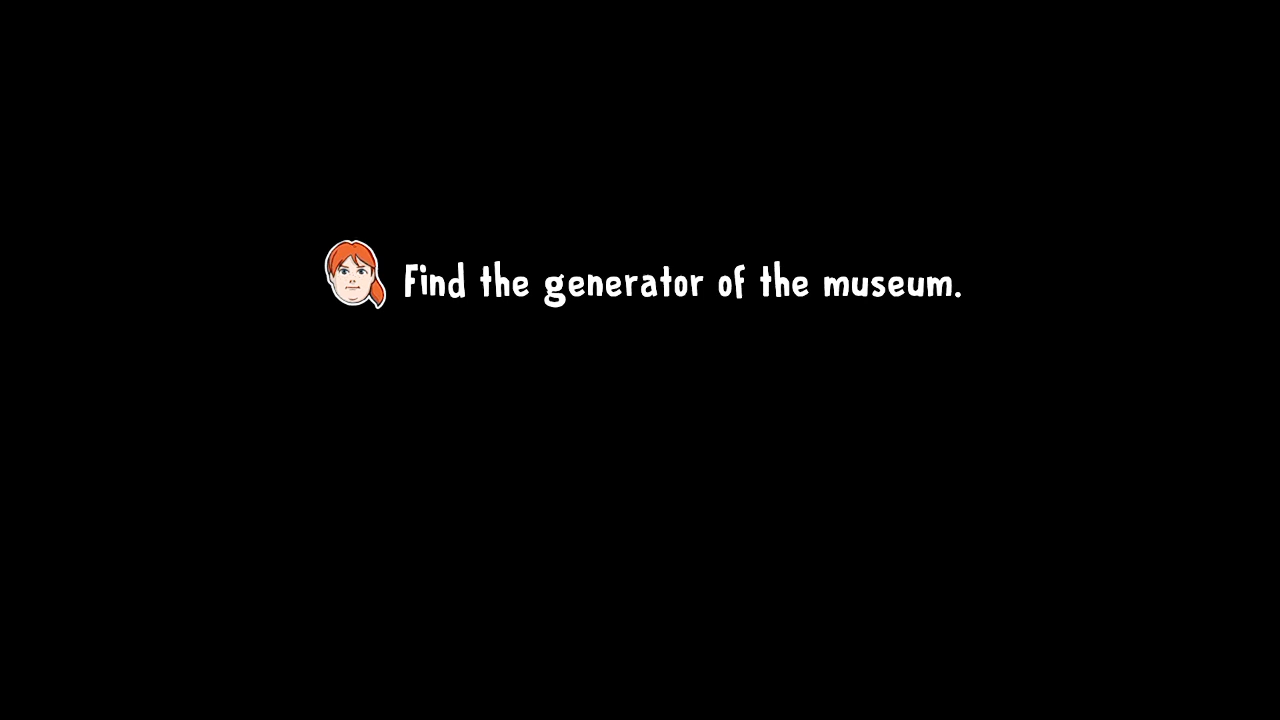 Find the generator of the museum.